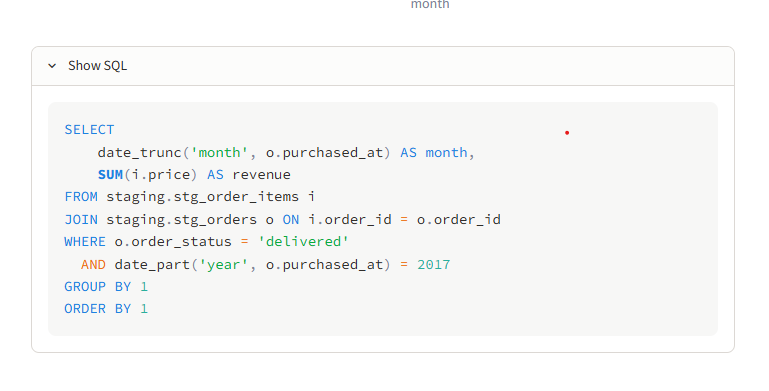 month
Show SQL
SELECT
    date_trunc('month', o.purchased_at) AS month,
    SUM(i.price) AS revenue
FROM staging.stg_order_items i
JOIN staging.stg_orders o ON i.order_id = o.order_id
WHERE o.order_status = 'delivered'
  AND date_part('year', o.purchased_at) = 2017
GROUP BY 1
ORDER BY 1